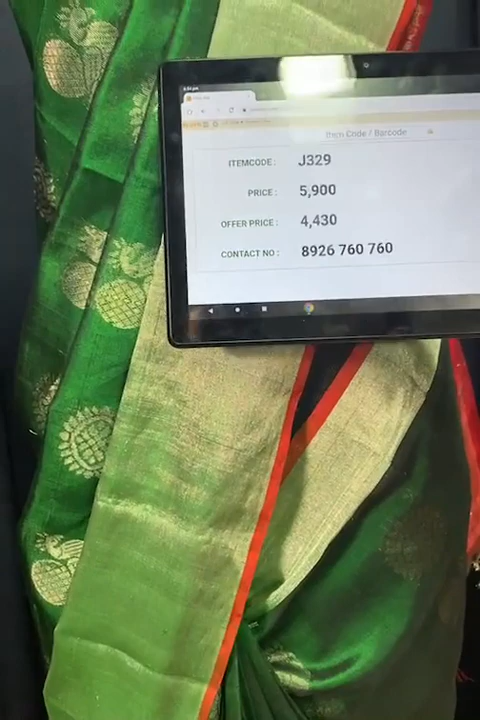 Item Code / Barcode
ITEMCODE : J329
PRICE : 5,900
OFFER PRICE : 4,430
CONTACT NO : 8926 760 760